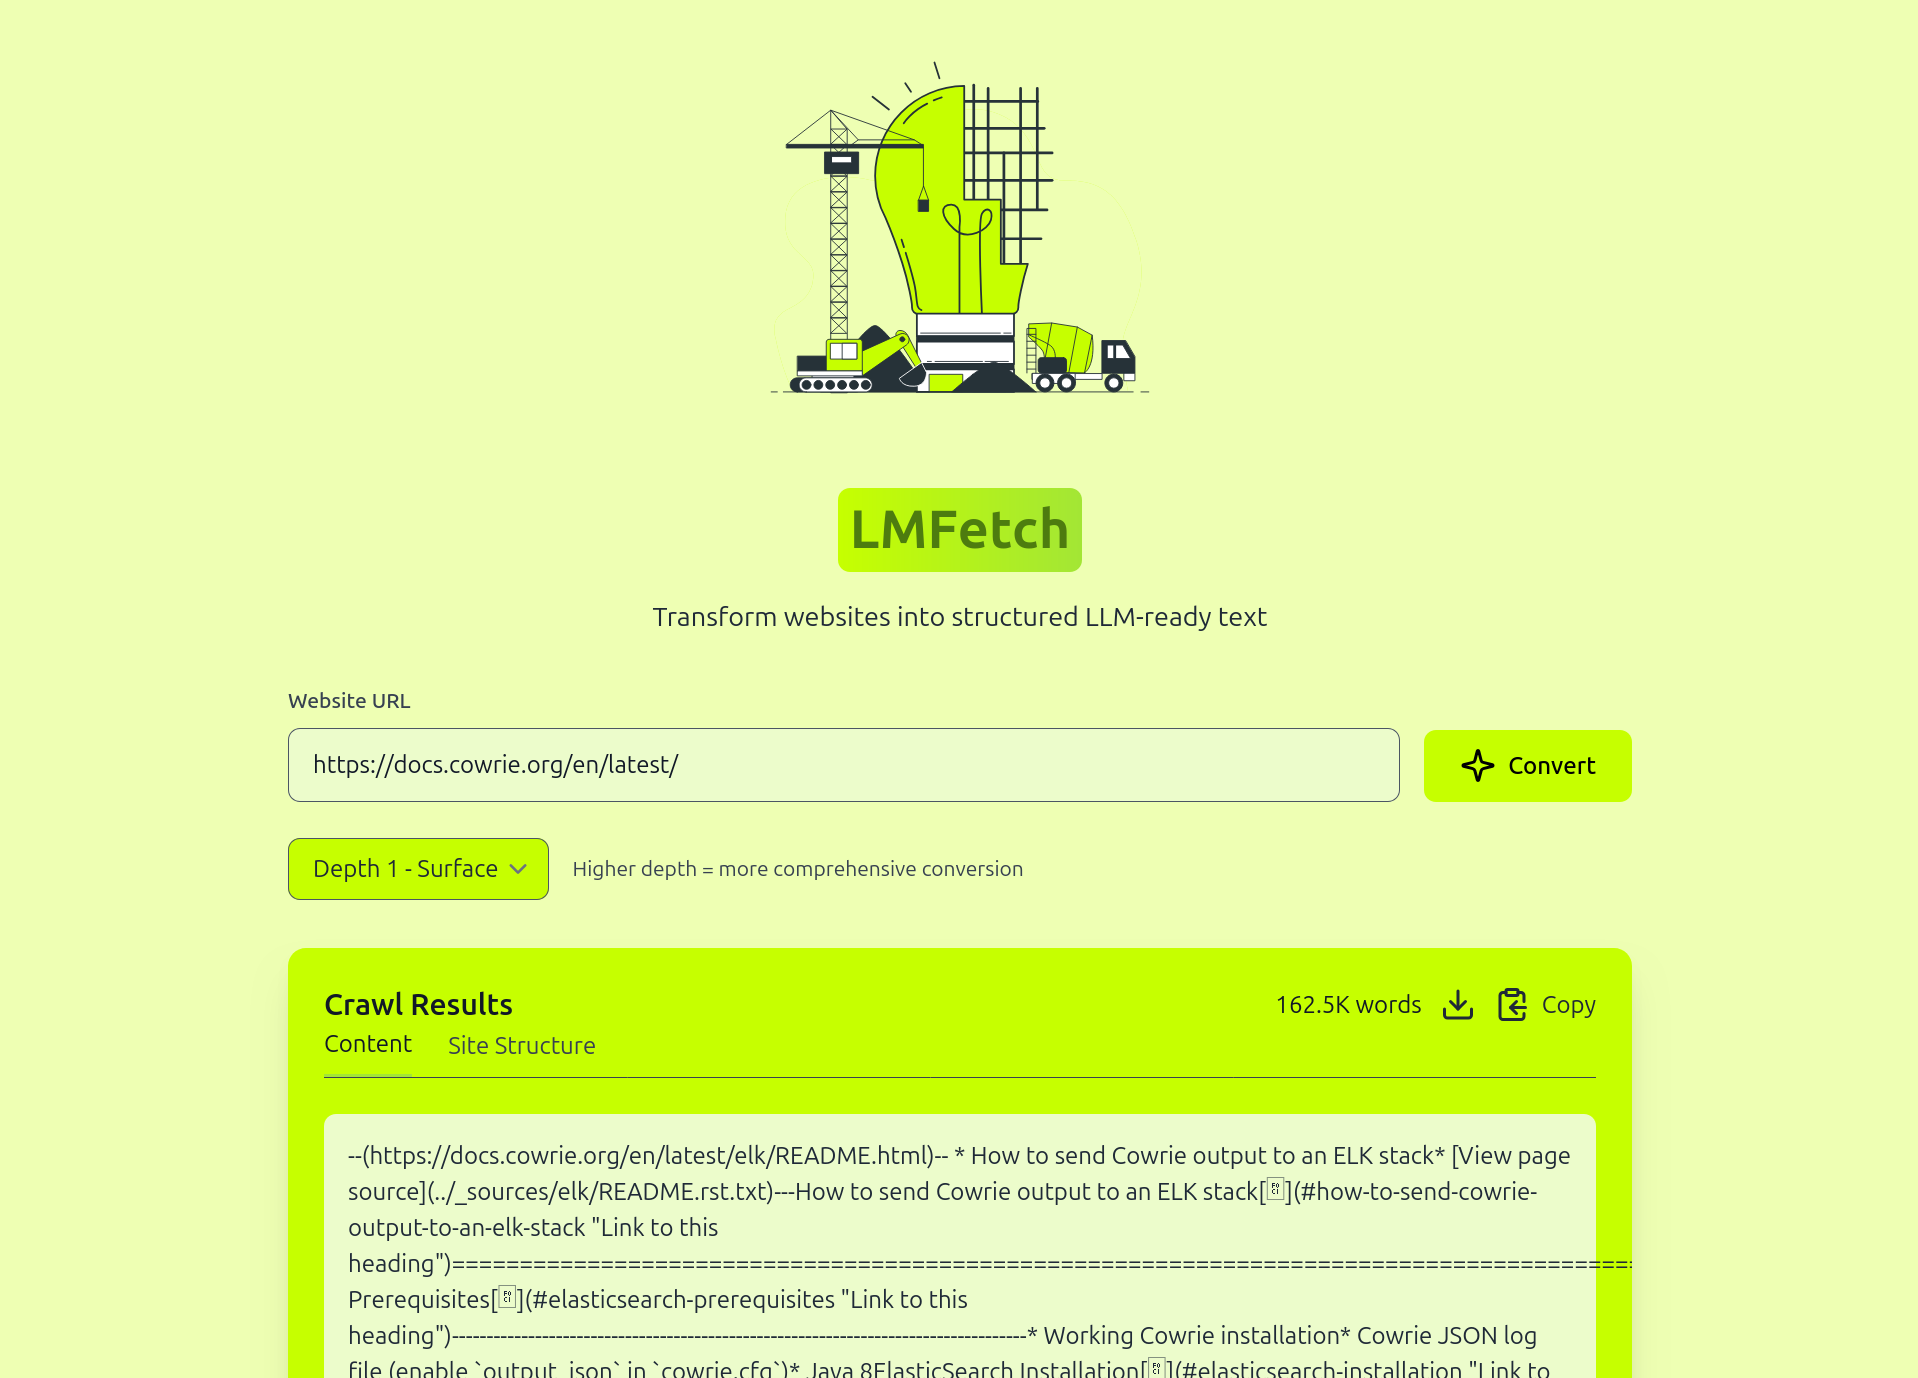 LMFetch
Transform websites into structured LLM-ready text
Website URL
https://docs.cowrie.org/en/latest/
Convert
Depth 1 - Surface
Higher depth = more comprehensive conversion
Crawl Results
162.5K words
Copy
Content
Site Structure
--(https://docs.cowrie.org/en/latest/elk/README.html)-- * How to send Cowrie output to an ELK stack* [View page
source](../_sources/elk/README.rst.txt)---How to send Cowrie output to an ELK stack[](#how-to-send-cowrie-
output-to-an-elk-stack "Link to this
heading")=======================================================================================
Prerequisites[](#elasticsearch-prerequisites "Link to this
heading")-----------------------------------------------------------------------------------* Working Cowrie installation* Cowrie JSON log
file (enable `output_json` in `cowrie.cfg`)* Java 8ElasticSearch Installation[](#elasticsearch-installation "Link to